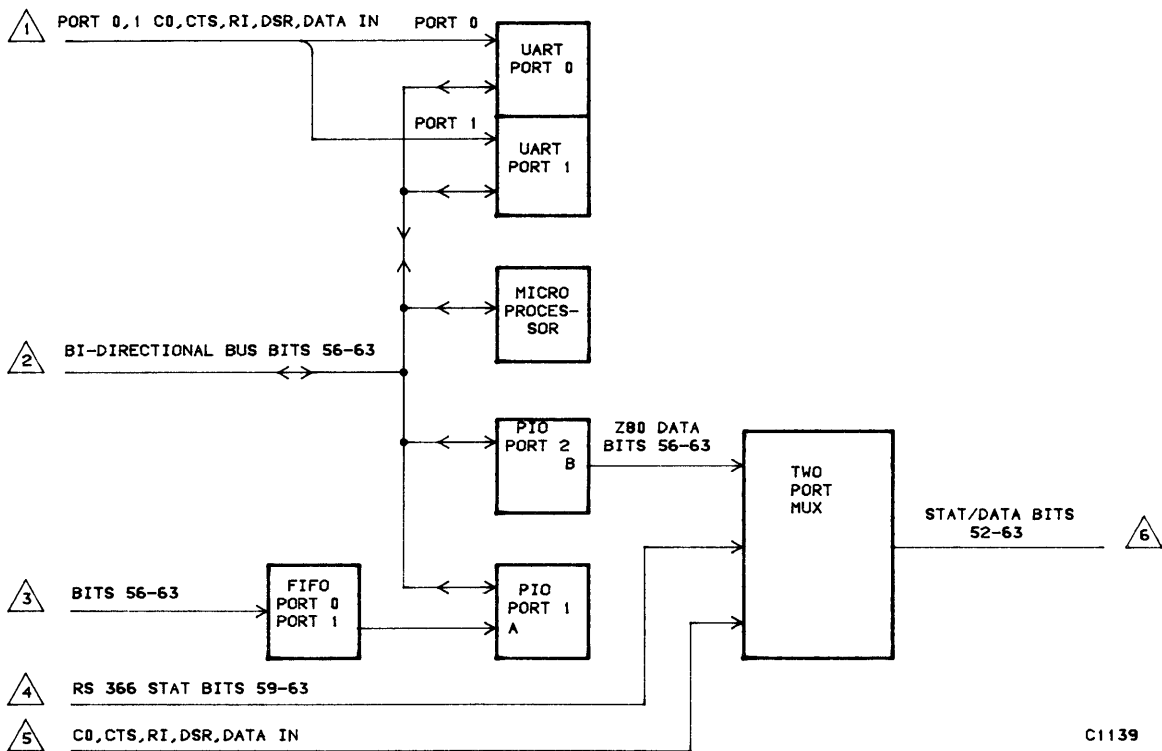 1 PORT 0,1 C0,CTS,RI,DSR,DATA IN
PORT 0
UART
PORT 0
PORT 1
UART
PORT 1
MICRO
PROCES-
SOR
2 BI-DIRECTIONAL BUS BITS 56-63
PIO
PORT 2
B
Z80 DATA
BITS 56-63
TWO
PORT
MUX
STAT/DATA BITS
52-63
6
3 BITS 56-63
FIFO
PORT 0
PORT 1
PIO
PORT 1
A
4 RS 366 STAT BITS 59-63
5 C0,CTS,RI,DSR,DATA IN
C1139